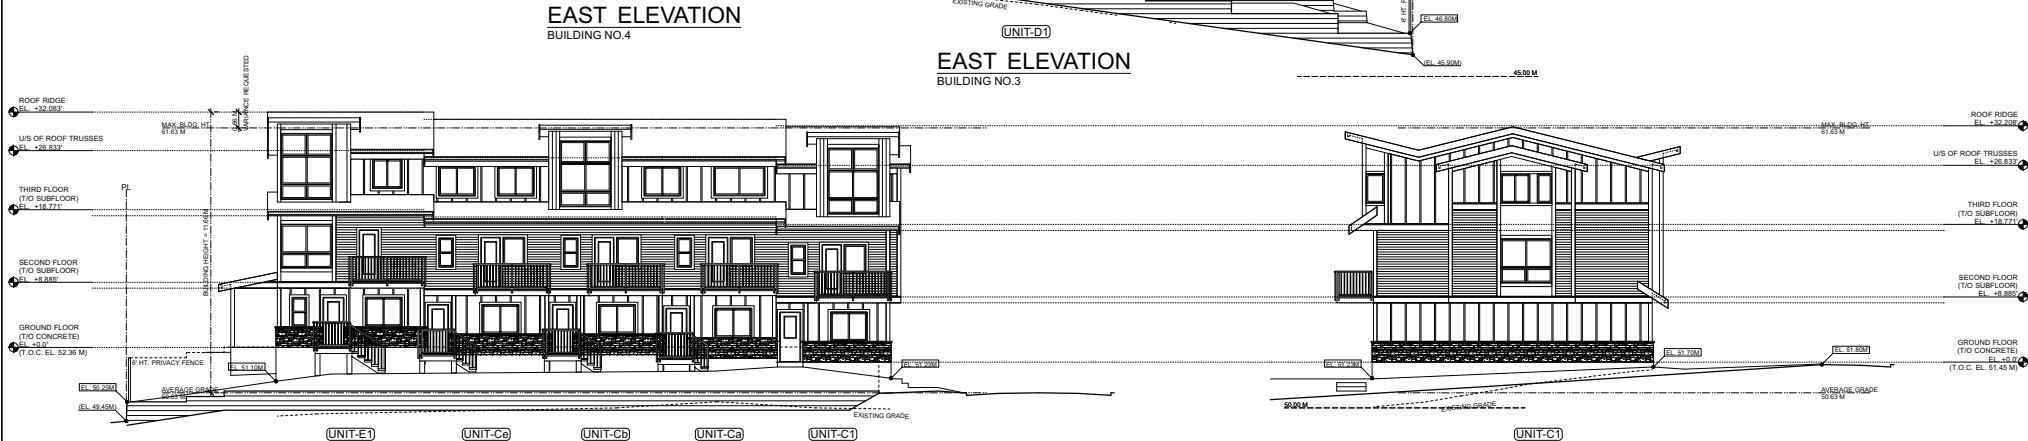 EAST ELEVATION
BUILDING NO.4
EXISTING GRADE
UNIT-D1
EL. 46.80M
(EL. 45.90M)
6' HT.
EAST ELEVATION
BUILDING NO.3
45.00 M
ROOF RIDGE
EL. +32.083'
U/S OF ROOF TRUSSES
EL. +26.833'
THIRD FLOOR
(T/O SUBFLOOR)
EL. +18.771'
SECOND FLOOR
(T/O SUBFLOOR)
EL. +8.885'
GROUND FLOOR
(T/O CONCRETE)
EL. +0.0'
(T.O.C. EL. 52.36 M)
PL
MAX. BLDG. HT.
61.63 M
VARIANCE REQUESTED
BUILDING HEIGHT = 11.66M
6' HT. PRIVACY FENCE
EL. 50.25M
(EL. 49.45M)
AVERAGE GRADE
50.63 M
EL. 51.10M
EL. 51.23M
EXISTING GRADE
UNIT-E1
UNIT-Ce
UNIT-Cb
UNIT-Ca
UNIT-C1
MAX. BLDG. HT.
61.63 M
ROOF RIDGE
EL. +32.208'
U/S OF ROOF TRUSSES
EL. +26.833'
THIRD FLOOR
(T/O SUBFLOOR)
EL. +18.771'
SECOND FLOOR
(T/O SUBFLOOR)
EL. +8.885'
GROUND FLOOR
(T/O CONCRETE)
EL. +0.0'
(T.O.C. EL. 51.45 M)
EL. 51.23M
EL. 51.70M
EL. 51.80M
AVERAGE GRADE
50.63 M
50.00 M
EXISTING GRADE
UNIT-C1